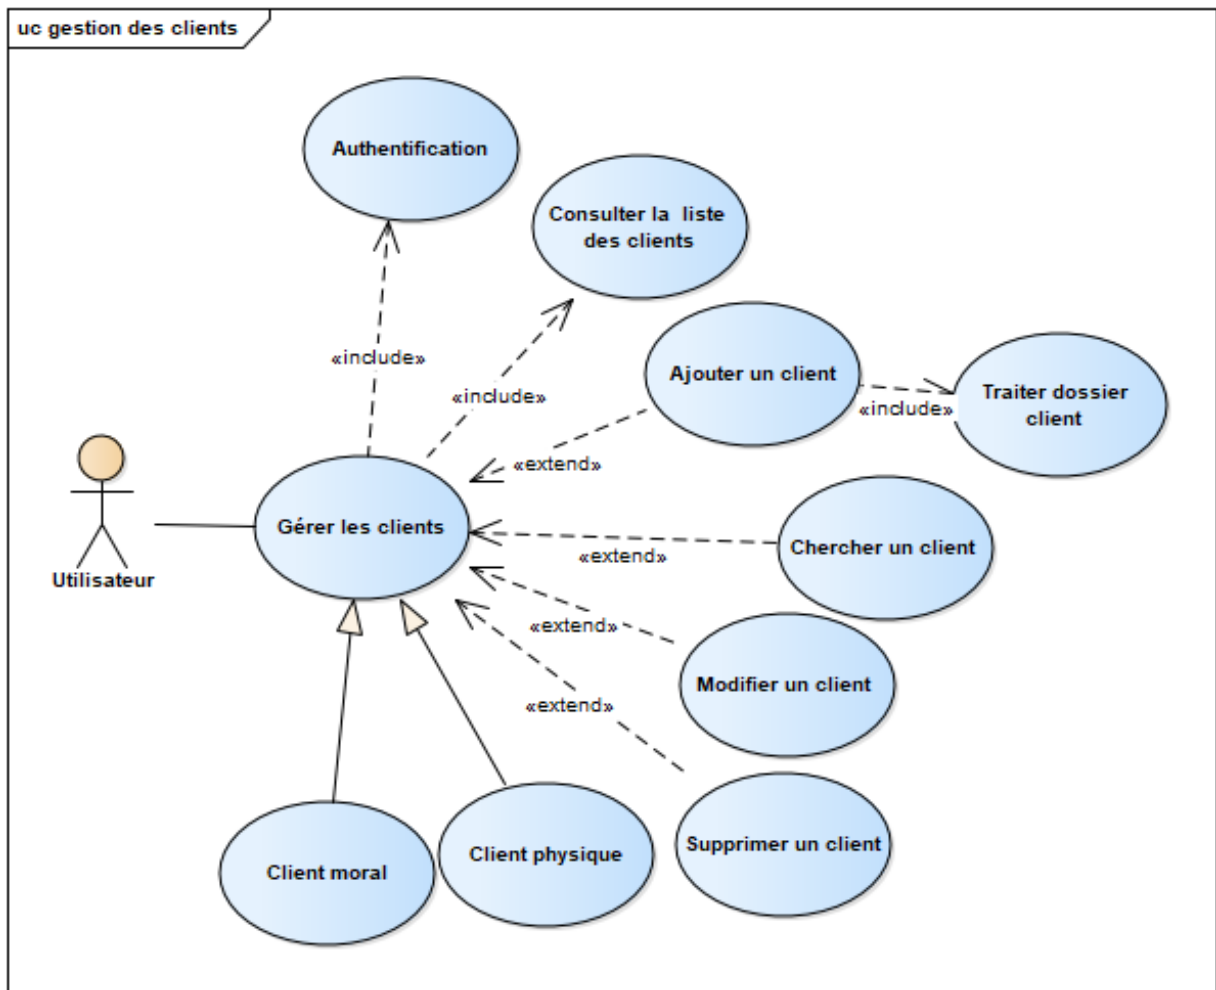 uc gestion des clients
Authentification
Consulter la liste
des clients
«include»
«include»
Ajouter un client
«include»
Traiter dossier
client
«extend»
Gérer les clients
Utilisateur
«extend»
Chercher un client
«extend»
Modifier un client
«extend»
Supprimer un client
Client physique
Client moral